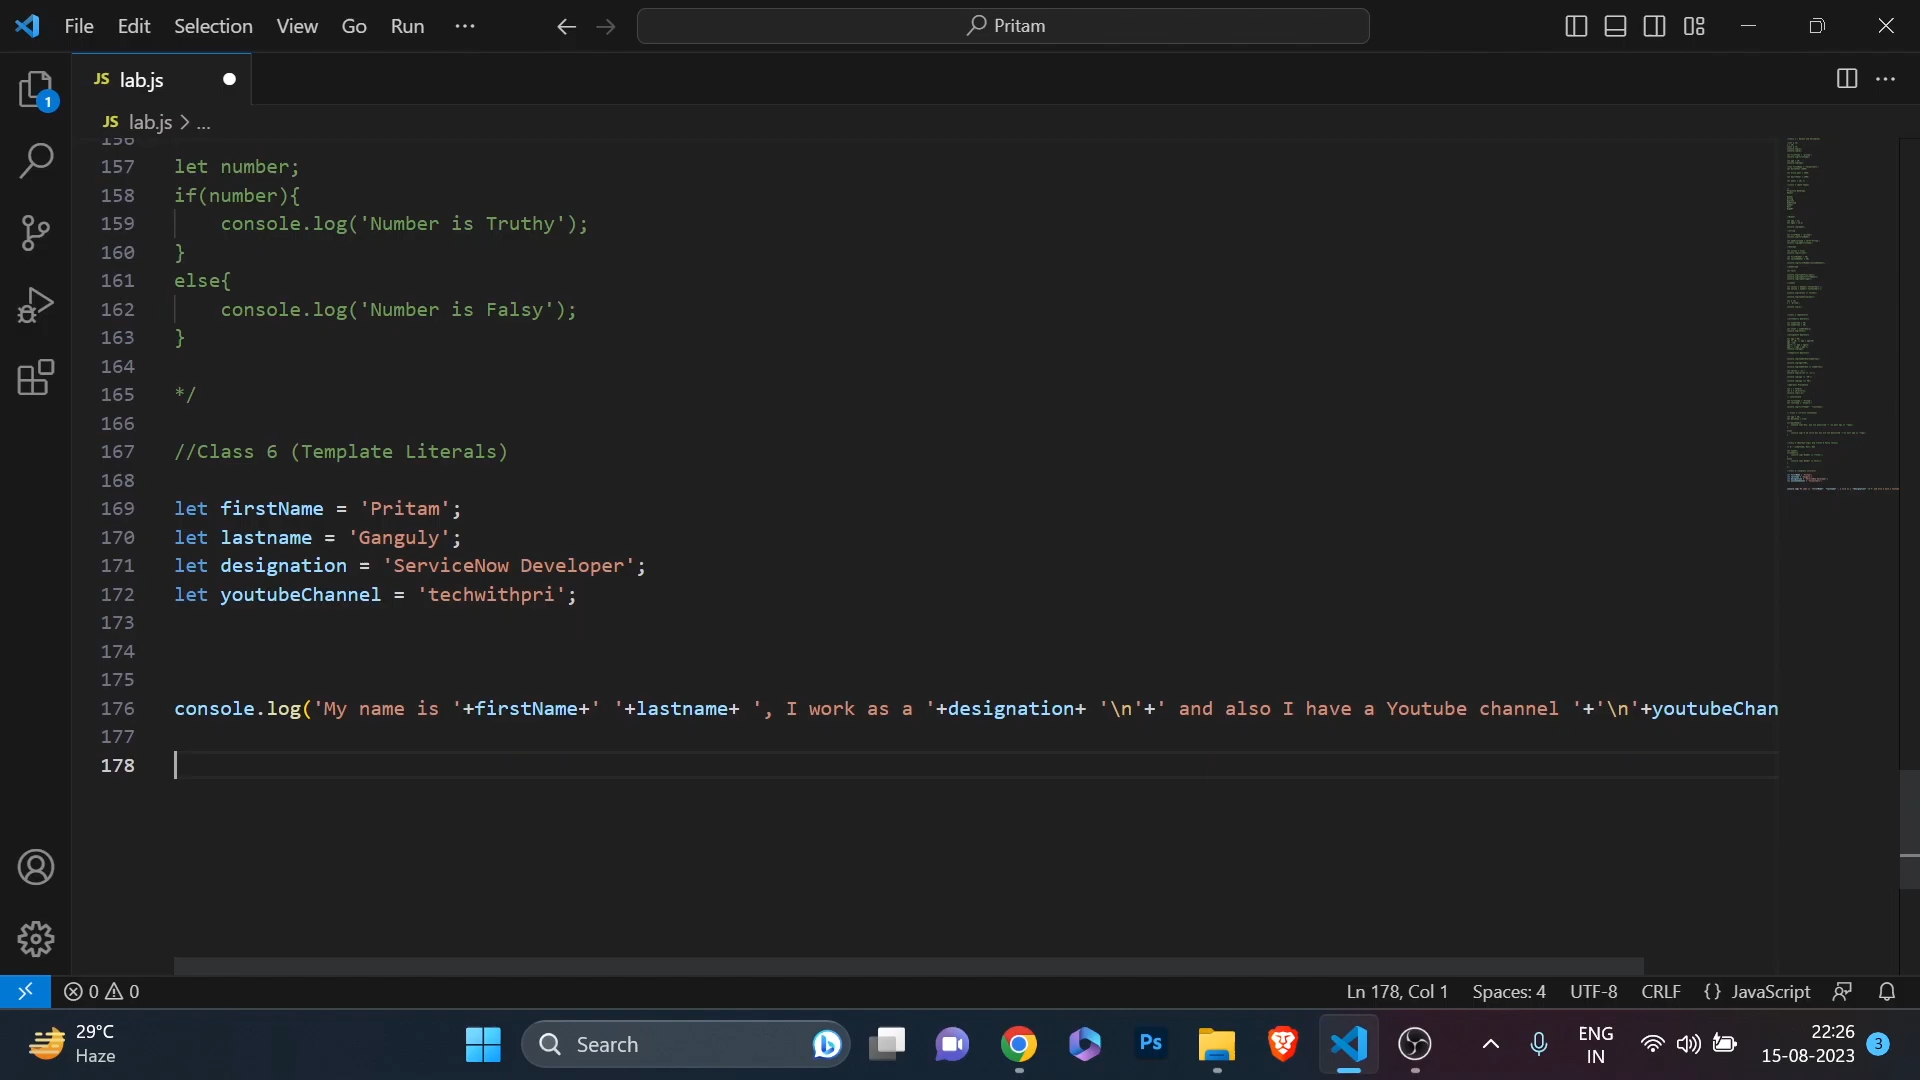 File Edit Selection View Go Run ···
Pritam
1
JS lab.js
JS lab.js > ...
156
157 let number;
158 if(number){
159     console.log('Number is Truthy');
160 }
161 else{
162     console.log('Number is Falsy');
163 }
164
165 */
166
167 //Class 6 (Template Literals)
168
169 let firstName = 'Pritam';
170 let lastname = 'Ganguly';
171 let designation = 'ServiceNow Developer';
172 let youtubeChannel = 'techwithpri';
173
174
175
176 console.log('My name is '+firstName+' '+lastname+ ', I work as a '+designation+ '\n'+' and also I have a Youtube channel '+'\n'+youtubeChan
177
178
0 0
Ln 178, Col 1 Spaces: 4 UTF-8 CRLF {} JavaScript
29°C
Haze
Search
Ps
ENG
IN
22:26
15-08-2023
3